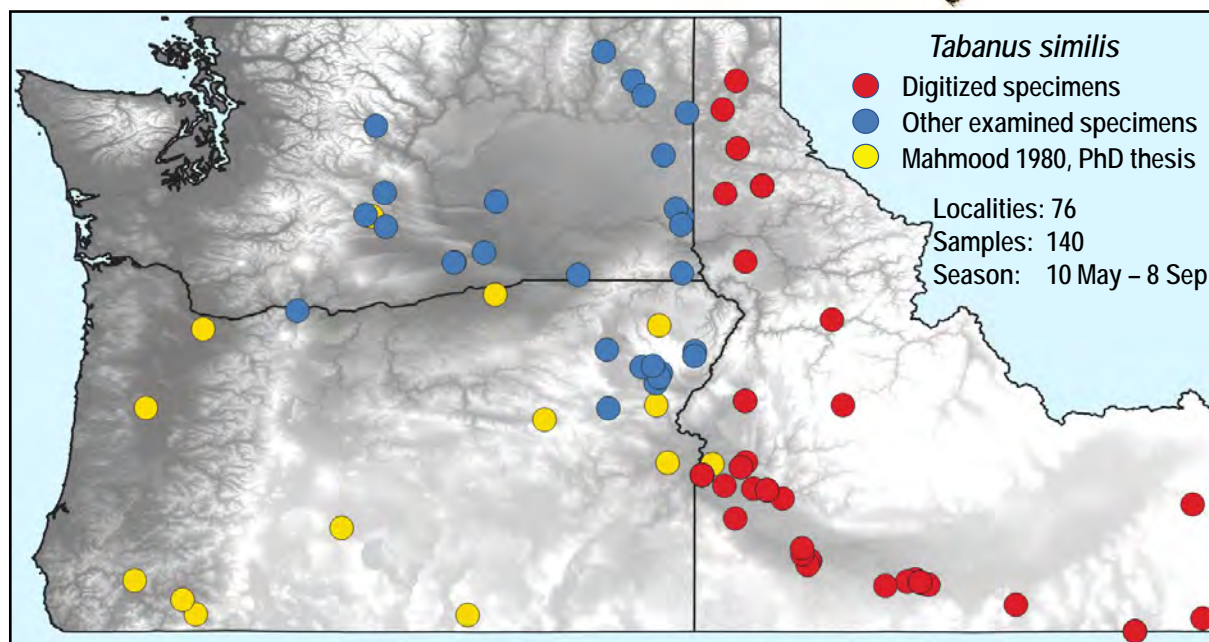 Tabanus similis
Digitized specimens
Other examined specimens
Mahmood 1980, PhD thesis
Localities: 76
Samples: 140
Season: 10 May – 8 Sep